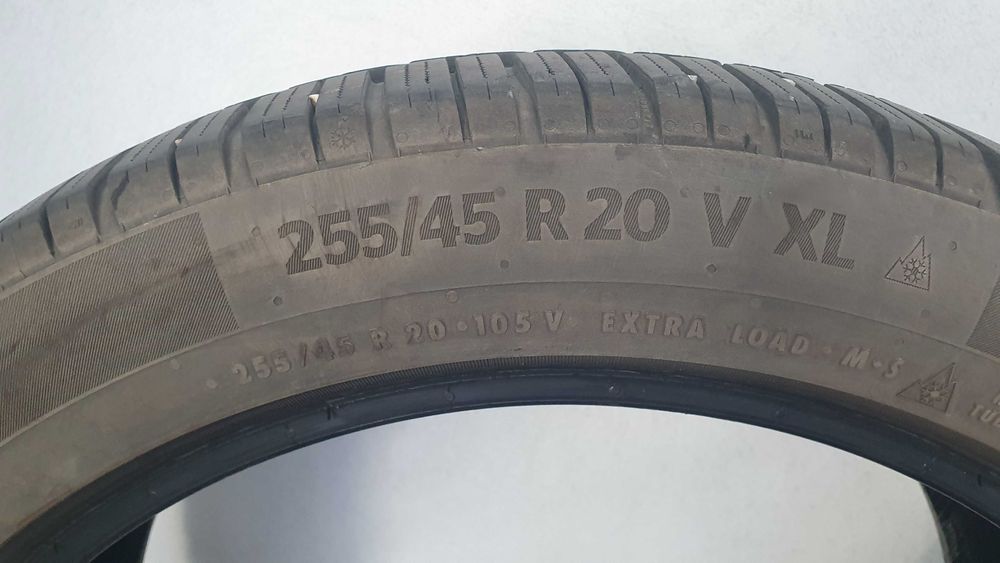 255/45 R 20 V XL
255/45 R 20 · 105 V EXTRA LOAD · M·S